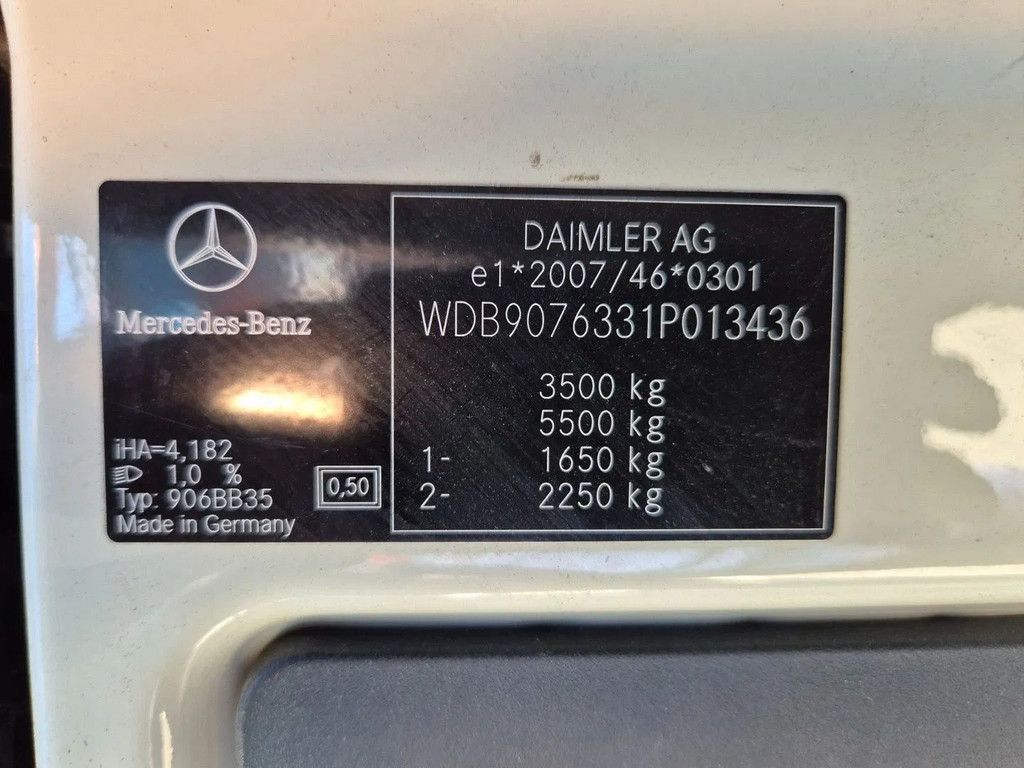 Mercedes-Benz
iHA=4,182
1,0 %
Typ: 906BB35
Made in Germany
0,50
DAIMLER AG
e1*2007/46*0301
WDB9076331P013436
3500 kg
5500 kg
1- 1650 kg
2- 2250 kg